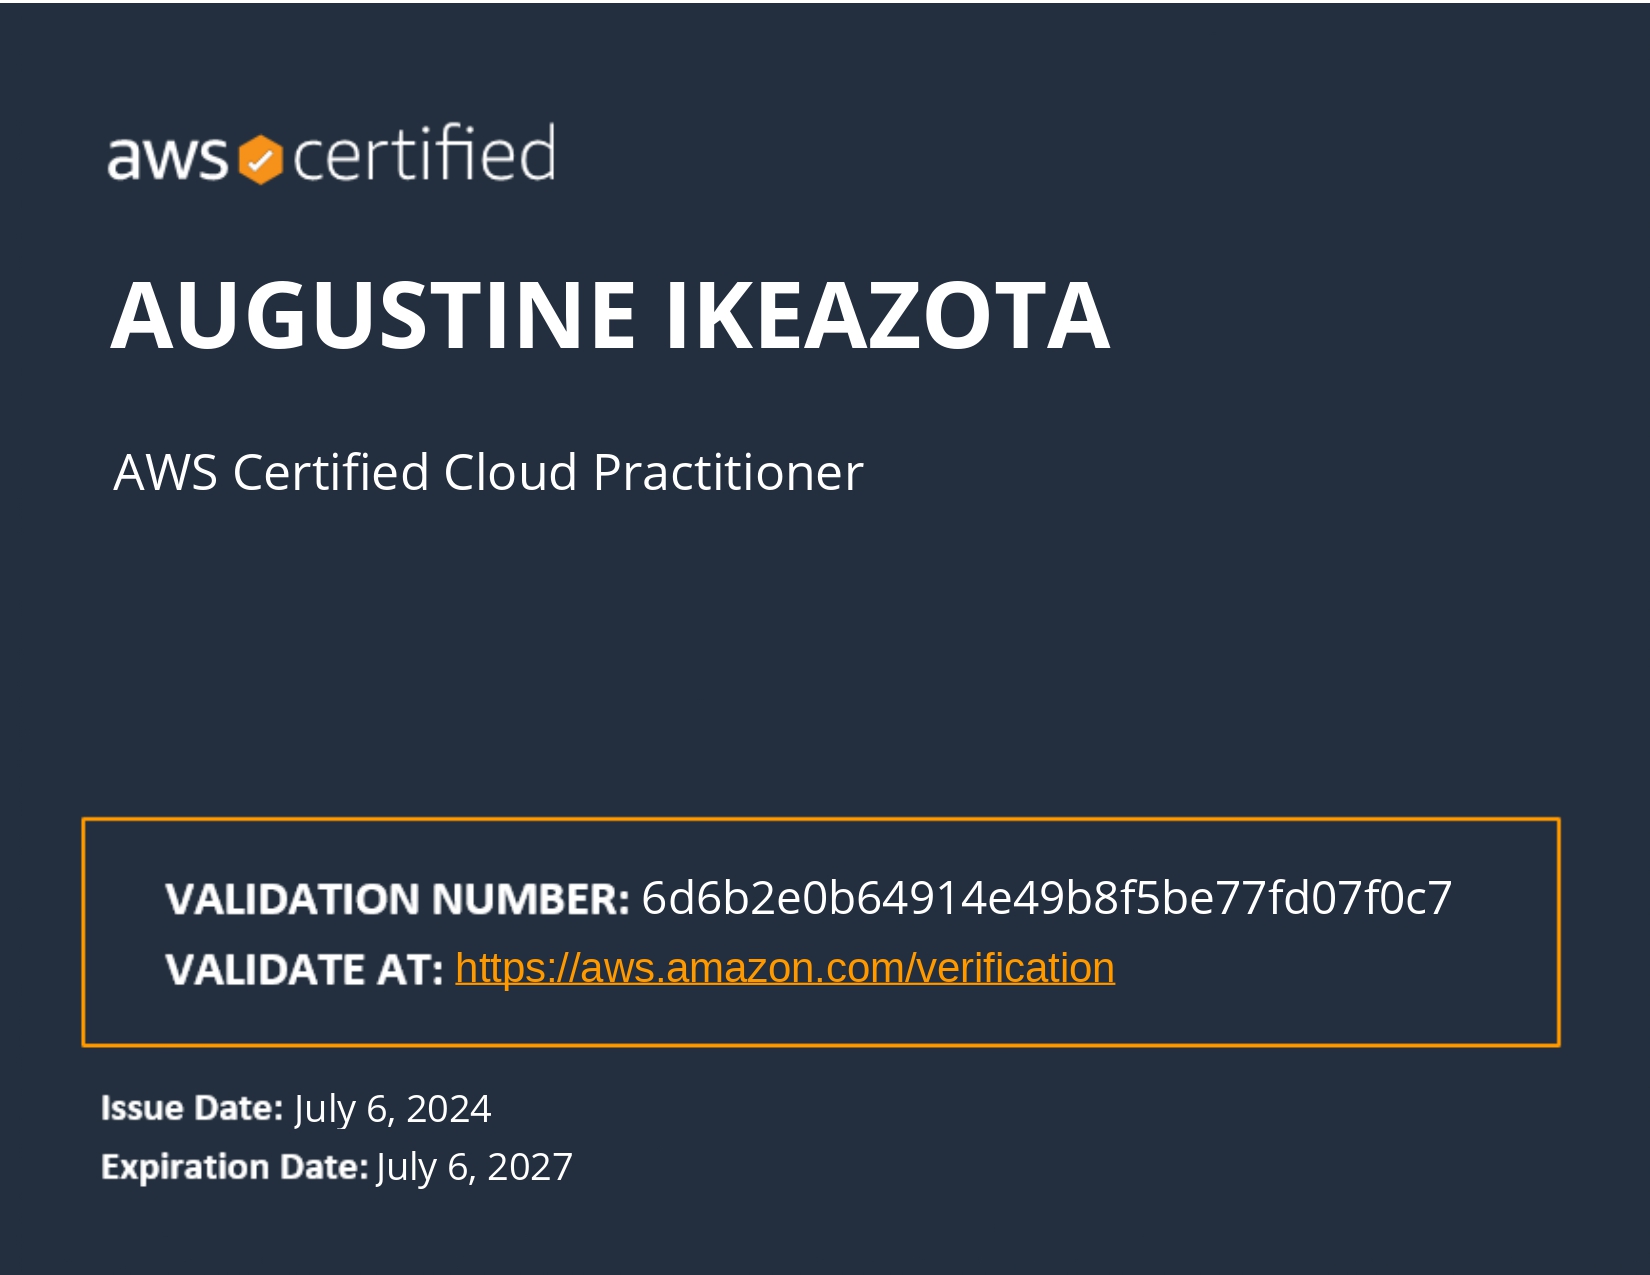 aws certified
AUGUSTINE IKEAZOTA
AWS Certified Cloud Practitioner
VALIDATION NUMBER: 6d6b2e0b64914e49b8f5be77fd07f0c7
VALIDATE AT: https://aws.amazon.com/verification
Issue Date: July 6, 2024
Expiration Date: July 6, 2027